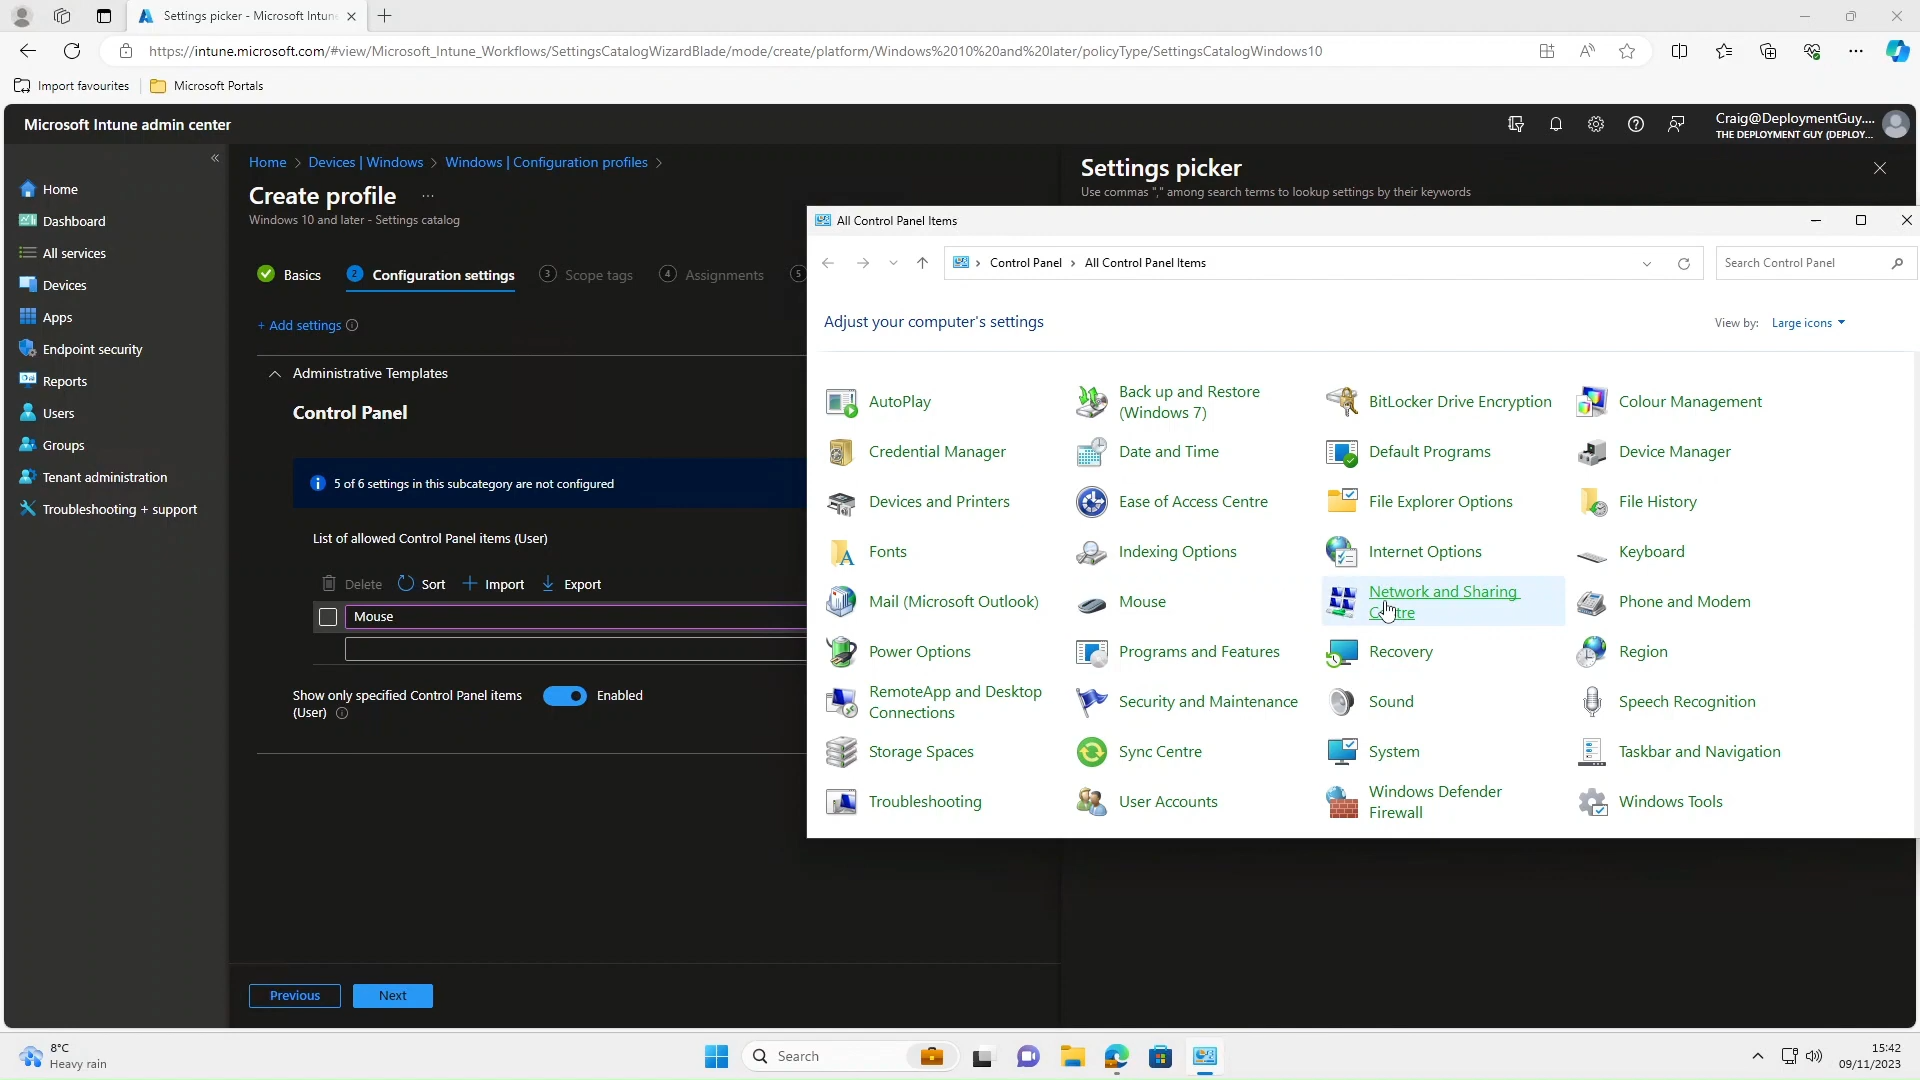 Settings picker - Microsoft Intune
https://intune.microsoft.com/#view/Microsoft_Intune_Workflows/SettingsCatalogWizardBlade/mode/create/platform/Windows%2010%20and%20later/policyType/SettingsCatalogWindows10
Import favourites
Microsoft Portals
Microsoft Intune admin center
Craig@DeploymentGuy....
THE DEPLOYMENT GUY (DEPLOY...
Home
Dashboard
All services
Devices
Apps
Endpoint security
Reports
Users
Groups
Tenant administration
Troubleshooting + support
Home > Devices | Windows > Windows | Configuration profiles >
Create profile ...
Windows 10 and later - Settings catalog
Basics
2 Configuration settings
3 Scope tags
4 Assignments
5
+ Add settings
Administrative Templates
Control Panel
5 of 6 settings in this subcategory are not configured
List of allowed Control Panel items (User)
Delete
Sort
Import
Export
Mouse
Show only specified Control Panel items
(User)
Enabled
Previous
Next
Settings picker
Use commas "," among search terms to lookup settings by their keywords
All Control Panel Items
Control Panel > All Control Panel Items
Search Control Panel
Adjust your computer's settings
View by: Large icons
AutoPlay
Back up and Restore
(Windows 7)
BitLocker Drive Encryption
Colour Management
Credential Manager
Date and Time
Default Programs
Device Manager
Devices and Printers
Ease of Access Centre
File Explorer Options
File History
Fonts
Indexing Options
Internet Options
Keyboard
Mail (Microsoft Outlook)
Mouse
Network and Sharing
Centre
Phone and Modem
Power Options
Programs and Features
Recovery
Region
RemoteApp and Desktop
Connections
Security and Maintenance
Sound
Speech Recognition
Storage Spaces
Sync Centre
System
Taskbar and Navigation
Troubleshooting
User Accounts
Windows Defender
Firewall
Windows Tools
8°C
Heavy rain
Search
15:42
09/11/2023